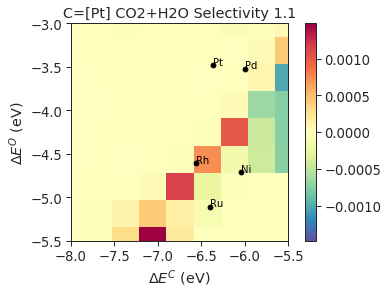 C=[Pt] CO2+H2O Selectivity 1.1
−3.0
−3.5
−4.0
−4.5
−5.0
−5.5
ΔE^O (eV)
Pt
Pd
Rh
Ni
Ru
−8.0 −7.5 −7.0 −6.5 −6.0 −5.5
ΔE^C (eV)
0.0010
0.0005
0.0000
−0.0005
−0.0010